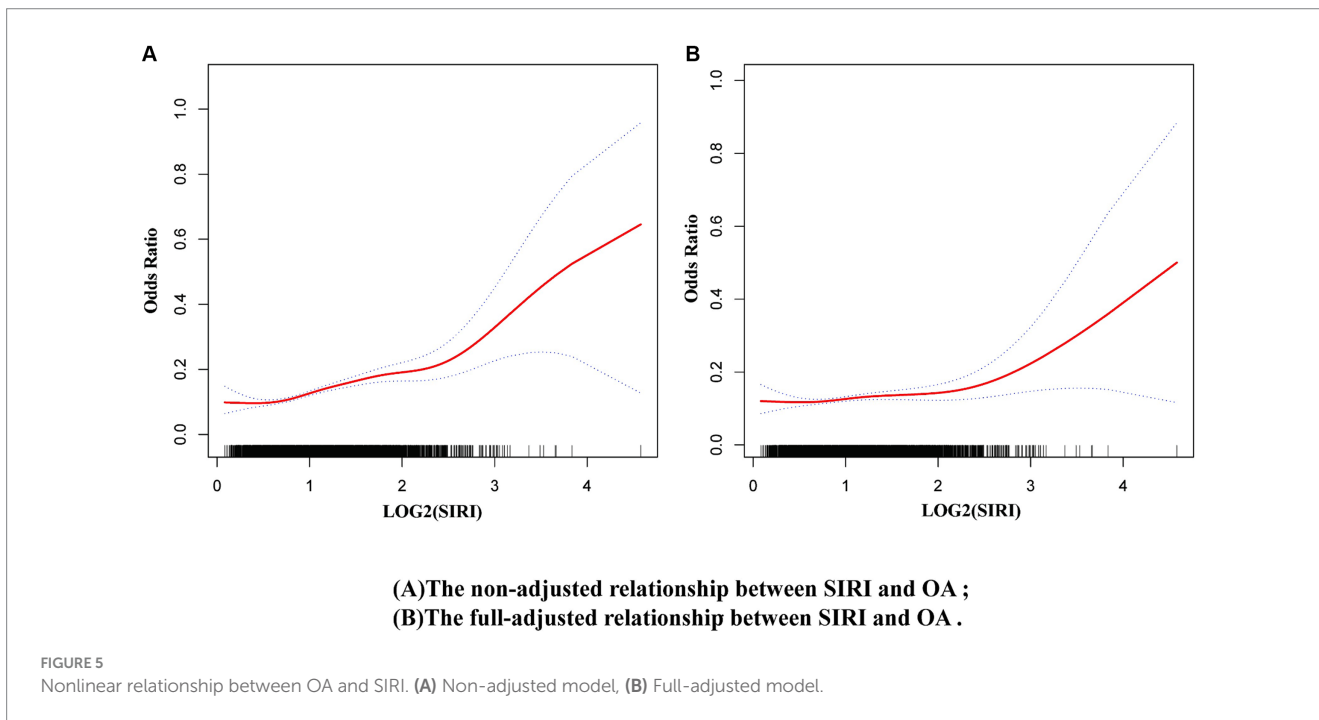 A
B
Odds Ratio
1.0
0.8
0.6
0.4
0.2
0.0
0 1 2 3 4
LOG2(SIRI)
Odds Ratio
1.0
0.8
0.6
0.4
0.2
0.0
0 1 2 3 4
LOG2(SIRI)
(A)The non-adjusted relationship between SIRI and OA ;
(B)The full-adjusted relationship between SIRI and OA .
FIGURE 5
Nonlinear relationship between OA and SIRI. (A) Non-adjusted model, (B) Full-adjusted model.